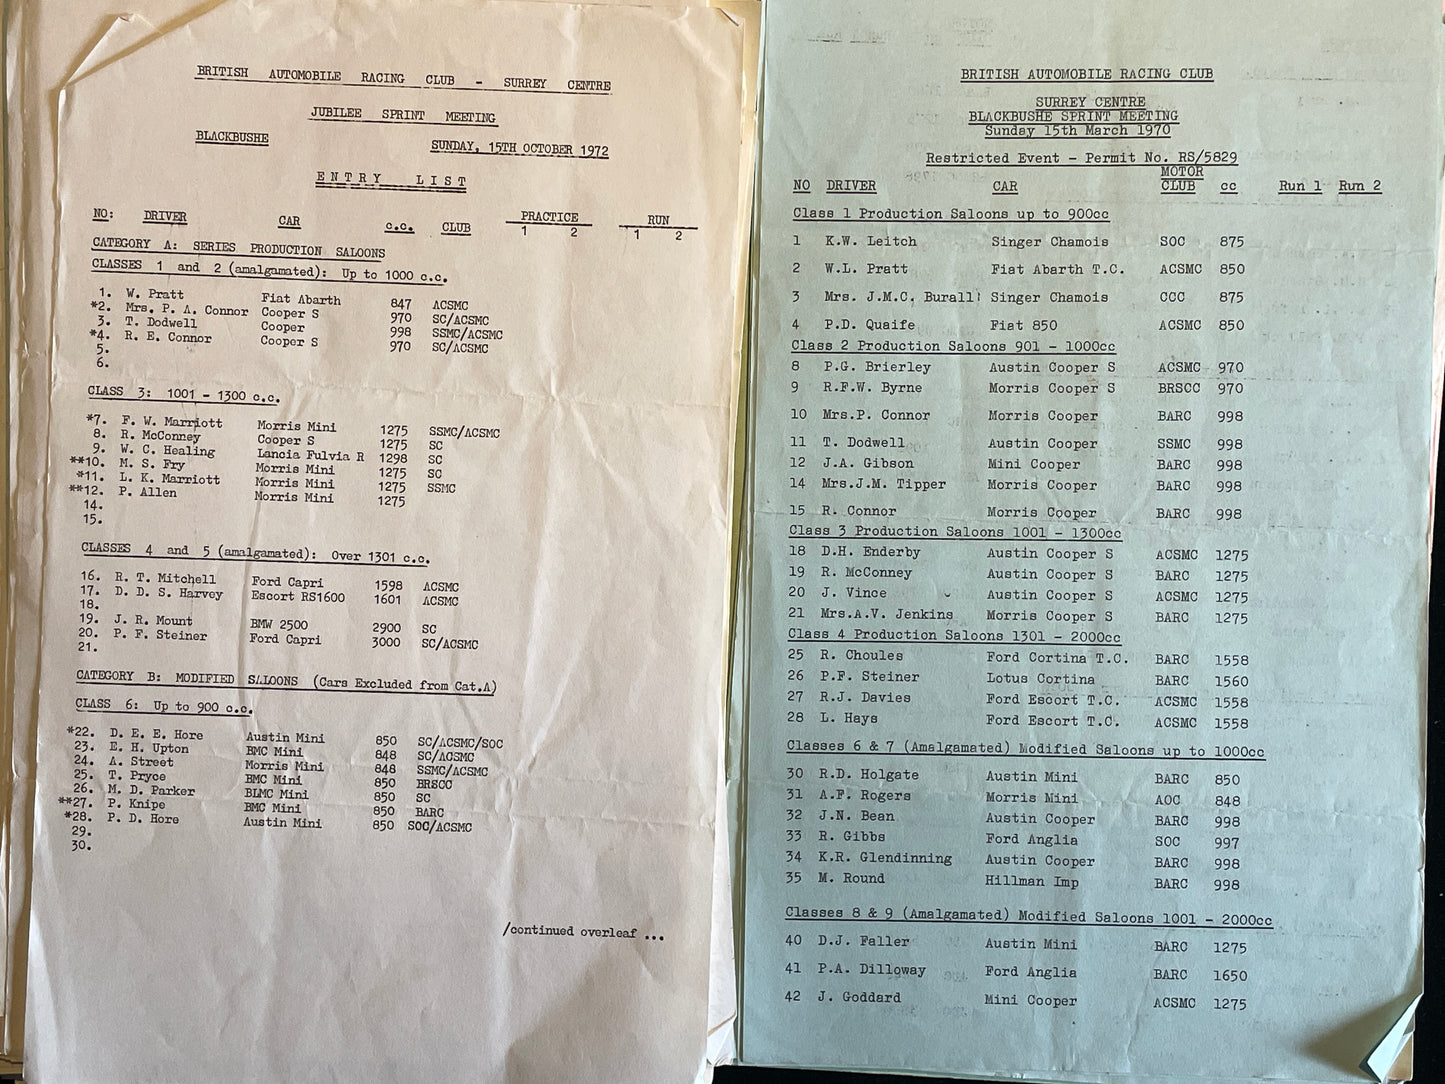 BRITISH AUTOMOBILE RACING CLUB - SURREY CENTRE
JUBILEE SPRINT MEETING
BLACKBUSHE SUNDAY, 15TH OCTOBER 1972
ENTRY LIST
NO: DRIVER CAR c.c. CLUB PRACTICE RUN
1 2 1 2
CATEGORY A: SERIES PRODUCTION SALOONS
CLASSES 1 and 2 (amalgamated): Up to 1000 c.c.
1. W. Pratt Fiat Abarth 847 ACSMC
*2. Mrs. P. A. Connor Cooper S 970 SC/ACSMC
3. T. Dodwell Cooper 998 SSMC/ACSMC
*4. R. E. Connor Cooper S 970 SC/ACSMC
5.
6.
CLASS 3: 1001 - 1300 c.c.
*7. F. W. Marriott Morris Mini 1275 SSMC/ACSMC
8. R. McConney Cooper S 1275 SC
9. W. C. Healing Lancia Fulvia R 1298 SC
**10. M. S. Fry Morris Mini 1275 SC
*11. L. K. Marriott Morris Mini 1275 SSMC
**12. P. Allen Morris Mini 1275
14.
15.
CLASSES 4 and 5 (amalgamated): Over 1301 c.c.
16. R. T. Mitchell Ford Capri 1598 ACSMC
17. D. D. S. Harvey Escort RS1600 1601 ACSMC
18.
19. J. R. Mount BMW 2500 2900 SC
20. P. F. Steiner Ford Capri 3000 SC/ACSMC
21.
CATEGORY B: MODIFIED SALOONS (Cars Excluded from Cat.A)
CLASS 6: Up to 900 c.c.
*22. D. E. E. Hore Austin Mini 850 SC/ACSMC/SOC
23. E. H. Upton BMC Mini 848 SC/ACSMC
24. A. Street Morris Mini 848 SSMC/ACSMC
25. T. Pryce BMC Mini 850 BRSCC
26. M. D. Parker BLMC Mini 850 SC
**27. P. Knipe BMC Mini 850 BARC
*28. P. D. Hore Austin Mini 850 SOC/ACSMC
29.
30.
/continued overleaf ...
BRITISH AUTOMOBILE RACING CLUB
SURREY CENTRE
BLACKBUSHE SPRINT MEETING
Sunday 15th March 1970
Restricted Event - Permit No. RS/5829
NO DRIVER CAR MOTOR CLUB cc Run 1 Run 2
Class 1 Production Saloons up to 900cc
1 K.W. Leitch Singer Chamois SOC 875
2 W.L. Pratt Fiat Abarth T.C. ACSMC 850
3 Mrs. J.M.C. Burall Singer Chamois CCC 875
4 P.D. Quaife Fiat 850 ACSMC 850
Class 2 Production Saloons 901 - 1000cc
8 P.G. Brierley Austin Cooper S ACSMC 970
9 R.F.W. Byrne Morris Cooper S BRSCC 970
10 Mrs.P. Connor Morris Cooper BARC 998
11 T. Dodwell Austin Cooper SSMC 998
12 J.A. Gibson Mini Cooper BARC 998
14 Mrs.J.M. Tipper Morris Cooper BARC 998
15 R. Connor Morris Cooper BARC 998
Class 3 Production Saloons 1001 - 1300cc
18 D.H. Enderby Austin Cooper S ACSMC 1275
19 R. McConney Austin Cooper S BARC 1275
20 J. Vince Austin Cooper S ACSMC 1275
21 Mrs.A.V. Jenkins Morris Cooper S BARC 1275
Class 4 Production Saloons 1301 - 2000cc
25 R. Choules Ford Cortina T.C. BARC 1558
26 P.F. Steiner Lotus Cortina BARC 1560
27 R.J. Davies Ford Escort T.C. ACSMC 1558
28 L. Hays Ford Escort T.C. ACSMC 1558
Classes 6 & 7 (Amalgamated) Modified Saloons up to 1000cc
30 R.D. Holgate Austin Mini BARC 850
31 A.F. Rogers Morris Mini AOC 848
32 J.N. Bean Austin Cooper BARC 998
33 R. Gibbs Ford Anglia SOC 997
34 K.R. Glendinning Austin Cooper BARC 998
35 M. Round Hillman Imp BARC 998
Classes 8 & 9 (Amalgamated) Modified Saloons 1001 - 2000cc
40 D.J. Faller Austin Mini BARC 1275
41 P.A. Dilloway Ford Anglia BARC 1650
42 J. Goddard Mini Cooper ACSMC 1275